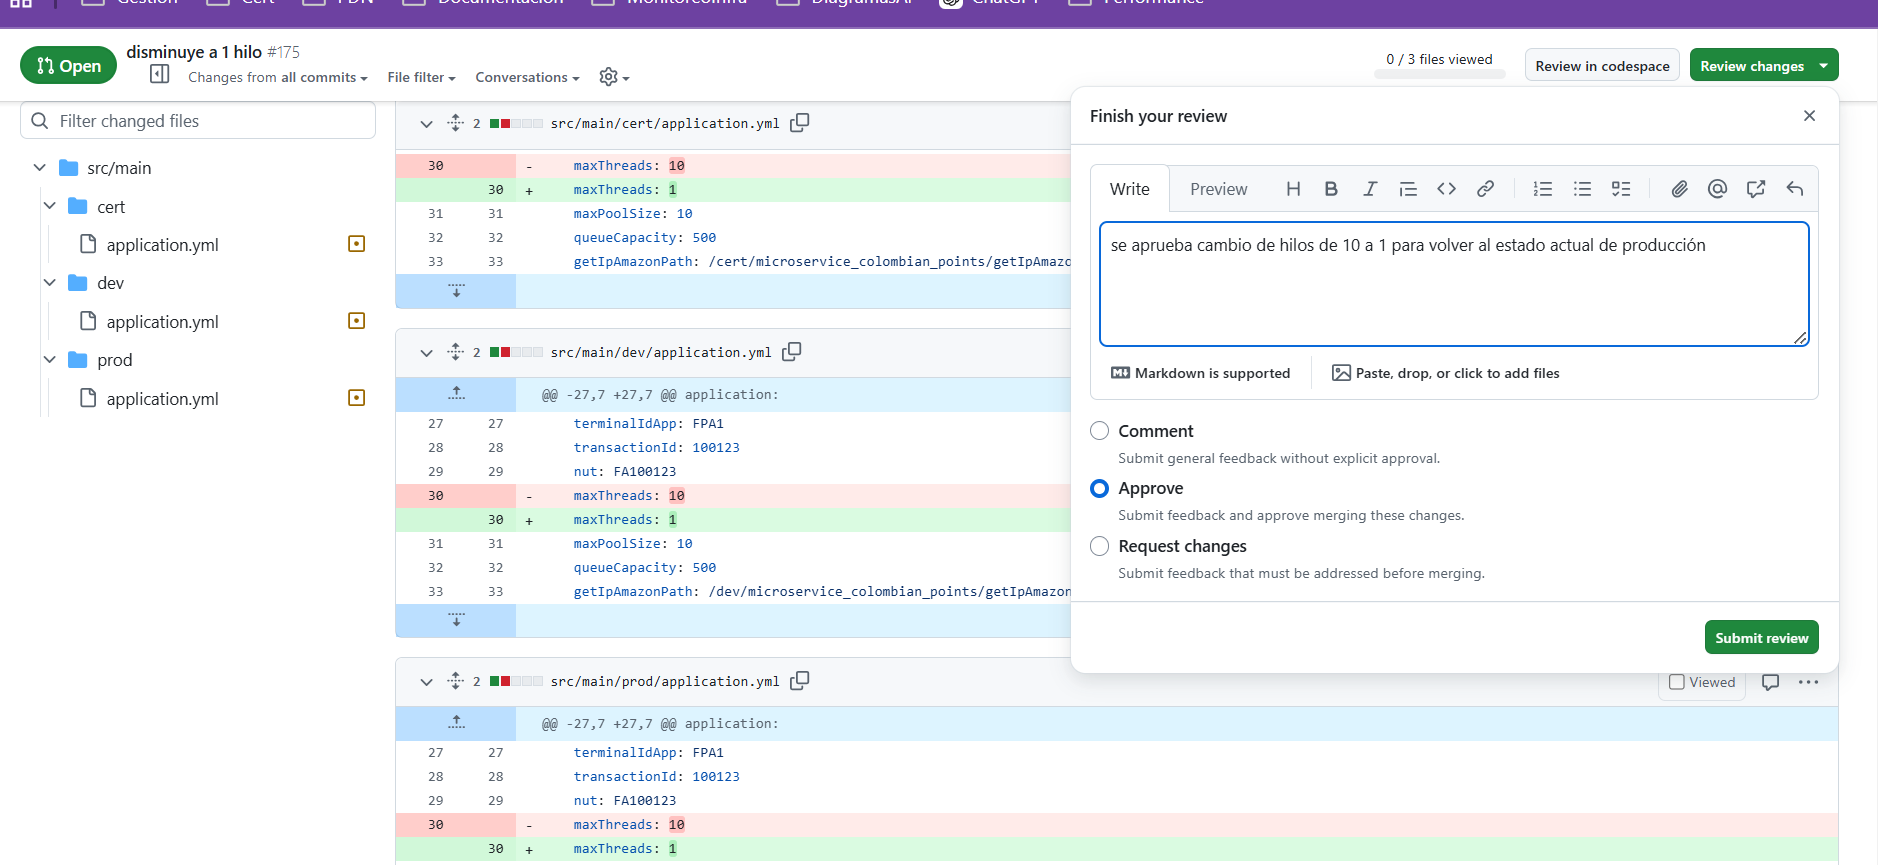 Gestión Cert PDN Documentación MonitoreoInfra DiagramasAI ChatGPT Performance
Open
disminuye a 1 hilo #175
Changes from all commits File filter Conversations
0 / 3 files viewed
Review in codespace
Review changes
Filter changed files
src/main
cert
application.yml
dev
application.yml
prod
application.yml
2 src/main/cert/application.yml
30 - maxThreads: 10
30 + maxThreads: 1
31 31 maxPoolSize: 10
32 32 queueCapacity: 500
33 33 getIpAmazonPath: /cert/microservice_colombian_points/getIpAmazo
2 src/main/dev/application.yml
@@ -27,7 +27,7 @@ application:
27 27 terminalIdApp: FPA1
28 28 transactionId: 100123
29 29 nut: FA100123
30 - maxThreads: 10
30 + maxThreads: 1
31 31 maxPoolSize: 10
32 32 queueCapacity: 500
33 33 getIpAmazonPath: /dev/microservice_colombian_points/getIpAmazon
2 src/main/prod/application.yml
Viewed
@@ -27,7 +27,7 @@ application:
27 27 terminalIdApp: FPA1
28 28 transactionId: 100123
29 29 nut: FA100123
30 - maxThreads: 10
30 + maxThreads: 1
Finish your review
Write Preview
se aprueba cambio de hilos de 10 a 1 para volver al estado actual de producción
Markdown is supported
Paste, drop, or click to add files
Comment
Submit general feedback without explicit approval.
Approve
Submit feedback and approve merging these changes.
Request changes
Submit feedback that must be addressed before merging.
Submit review